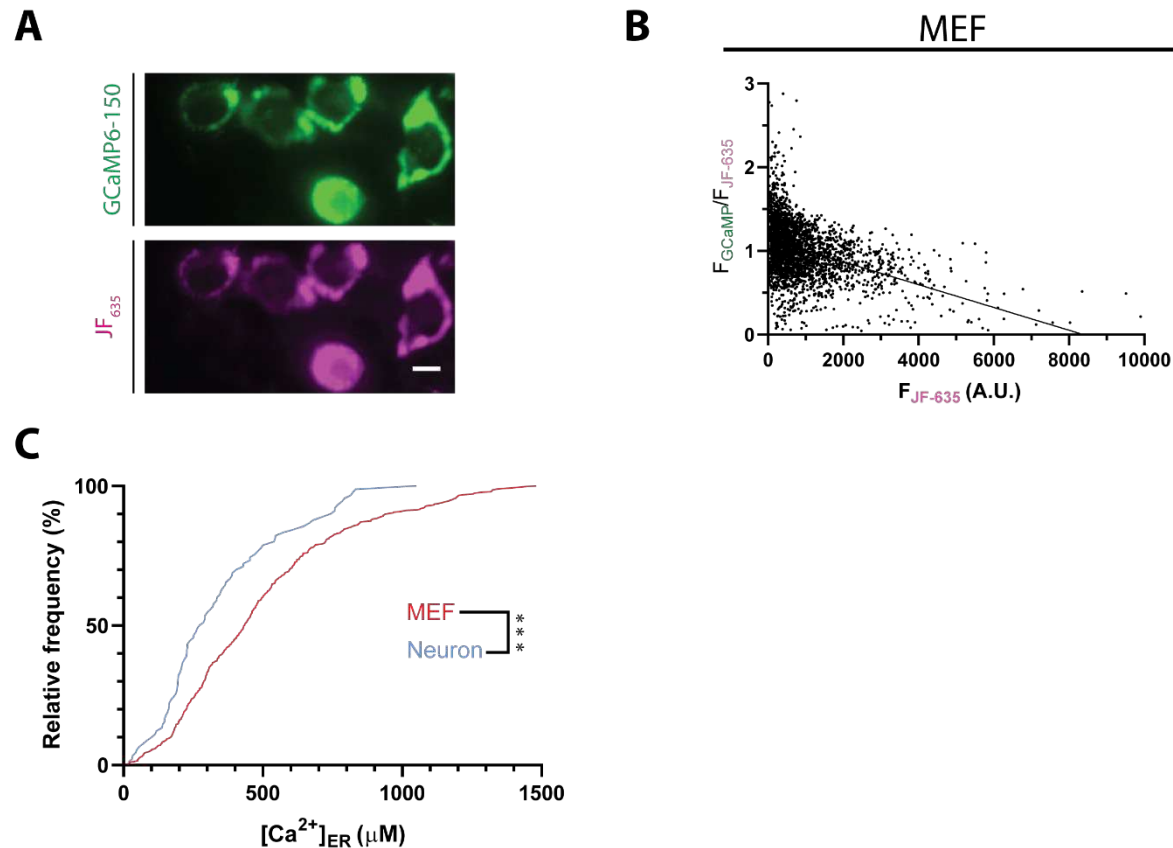 A
GCaMP6-150
JF635
B
MEF
3
2
1
0
FGCaMP/FJF-635
0 2000 4000 6000 8000 10000
FJF-635 (A.U.)
C
100
50
0
Relative frequency (%)
MEF
Neuron
***
0 500 1000 1500
[Ca2+]ER (μM)